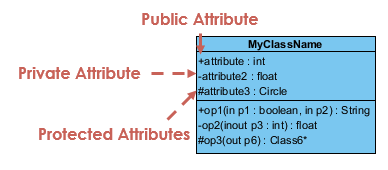 Public Attribute
MyClassName
+attribute : int
Private Attribute
-attribute2 : float
#attribute3 : Circle
+op1(in p1 : boolean, in p2) : String
Protected Attributes
-op2(inout p3 : int) : float
#op3(out p6) : Class6*